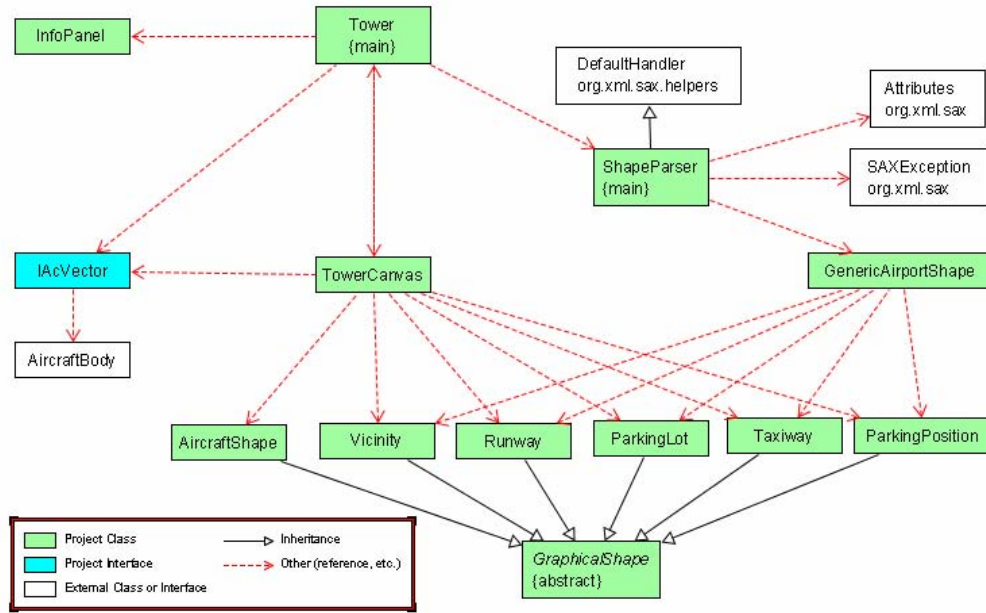 InfoPanel
Tower
{main}
DefaultHandler
org.xml.sax.helpers
Attributes
org.xml.sax
ShapeParser
{main}
SAXException
org.xml.sax
IAcVector
TowerCanvas
GenericAirportShape
AircraftBody
AircraftShape
Vicinity
Runway
ParkingLot
Taxiway
ParkingPosition
GraphicalShape
{abstract}
Project Class
Inheritance
Project Interface
Other (reference, etc.)
External Class or Interface